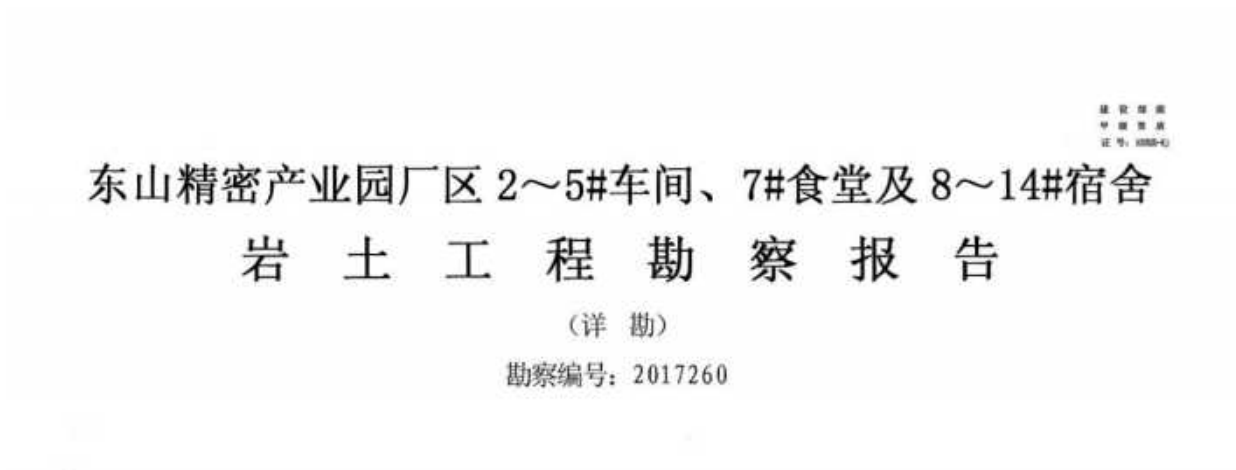 东山精密产业园厂区 2～5#车间、7#食堂及 8～14#宿舍
岩 土 工 程 勘 察 报 告
（详 勘）
勘察编号：2017260